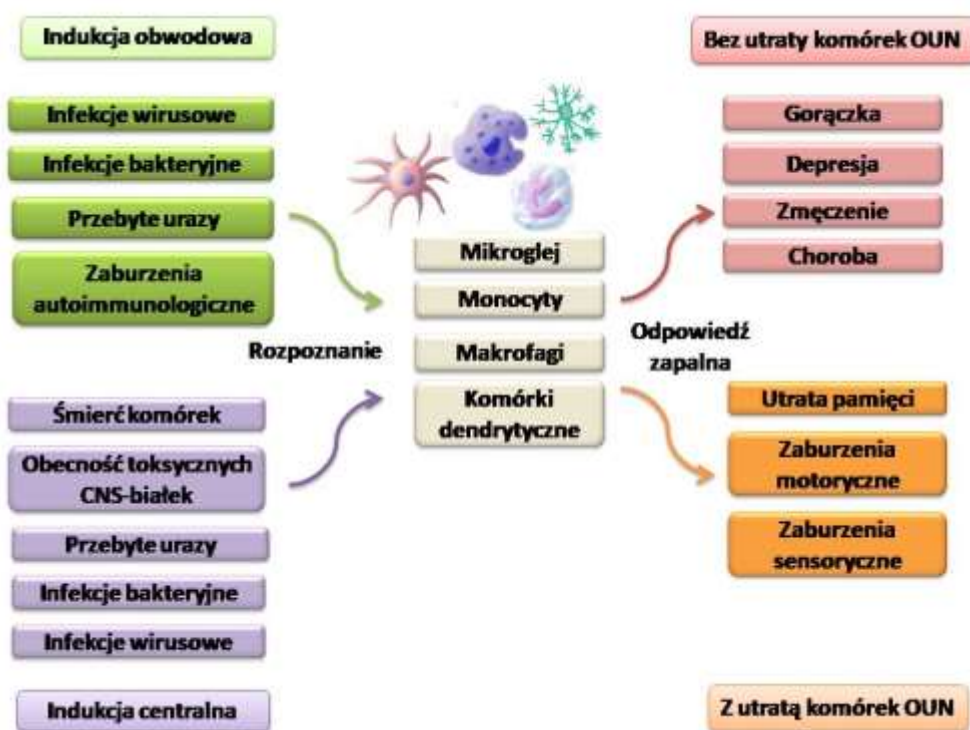 Indukcja obwodowa
Infekcje wirusowe
Infekcje bakteryjne
Przebyte urazy
Zaburzenia
autoimmunologiczne
Rozpoznanie
Śmierć komórek
Obecność toksycznych
CNS-białek
Przebyte urazy
Infekcje bakteryjne
Infekcje wirusowe
Indukcja centralna
Mikroglej
Monocyty
Makrofagi
Komórki
dendrytyczne
Bez utraty komórek OUN
Gorączka
Depresja
Zmęczenie
Choroba
Odpowiedź
zapalna
Utrata pamięci
Zaburzenia
motoryczne
Zaburzenia
sensoryczne
Z utratą komórek OUN